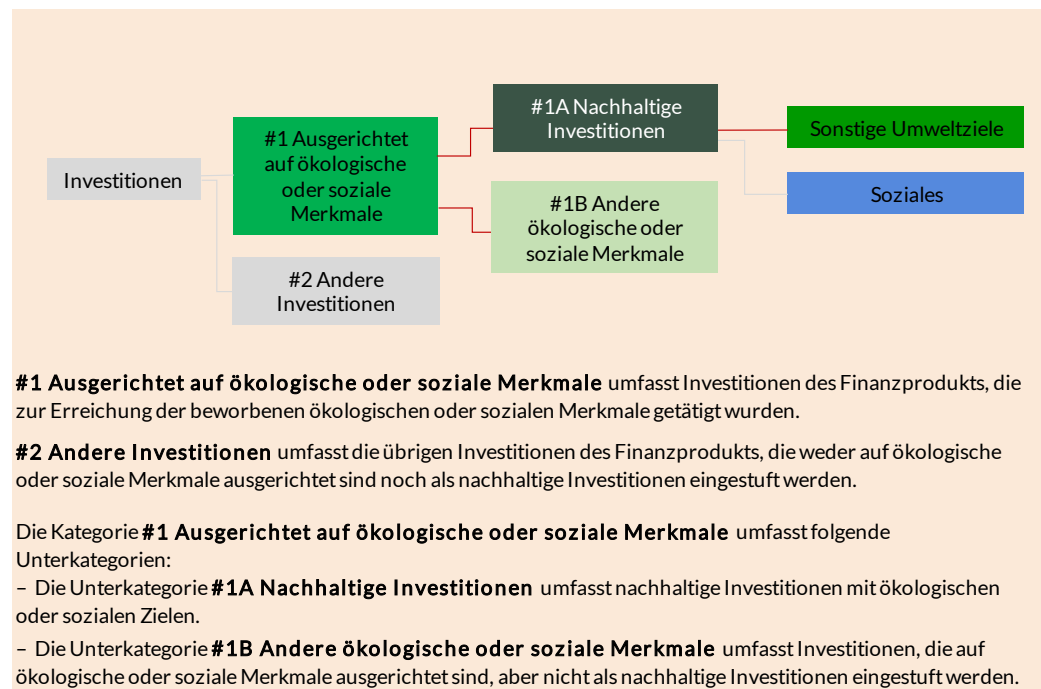 Investitionen
#1 Ausgerichtet
auf ökologische
oder soziale
Merkmale
#2 Andere
Investitionen
#1A Nachhaltige
Investitionen
#1B Andere
ökologische oder
soziale Merkmale
Sonstige Umweltziele
Soziales
#1 Ausgerichtet auf ökologische oder soziale Merkmale umfasst Investitionen des Finanzprodukts, die
zur Erreichung der beworbenen ökologischen oder sozialen Merkmale getätigt wurden.
#2 Andere Investitionen umfasst die übrigen Investitionen des Finanzprodukts, die weder auf ökologische
oder soziale Merkmale ausgerichtet sind noch als nachhaltige Investitionen eingestuft werden.
Die Kategorie #1 Ausgerichtet auf ökologische oder soziale Merkmale umfasst folgende
Unterkategorien:
– Die Unterkategorie #1A Nachhaltige Investitionen umfasst nachhaltige Investitionen mit ökologischen
oder sozialen Zielen.
– Die Unterkategorie #1B Andere ökologische oder soziale Merkmale umfasst Investitionen, die auf
ökologische oder soziale Merkmale ausgerichtet sind, aber nicht als nachhaltige Investitionen eingestuft werden.